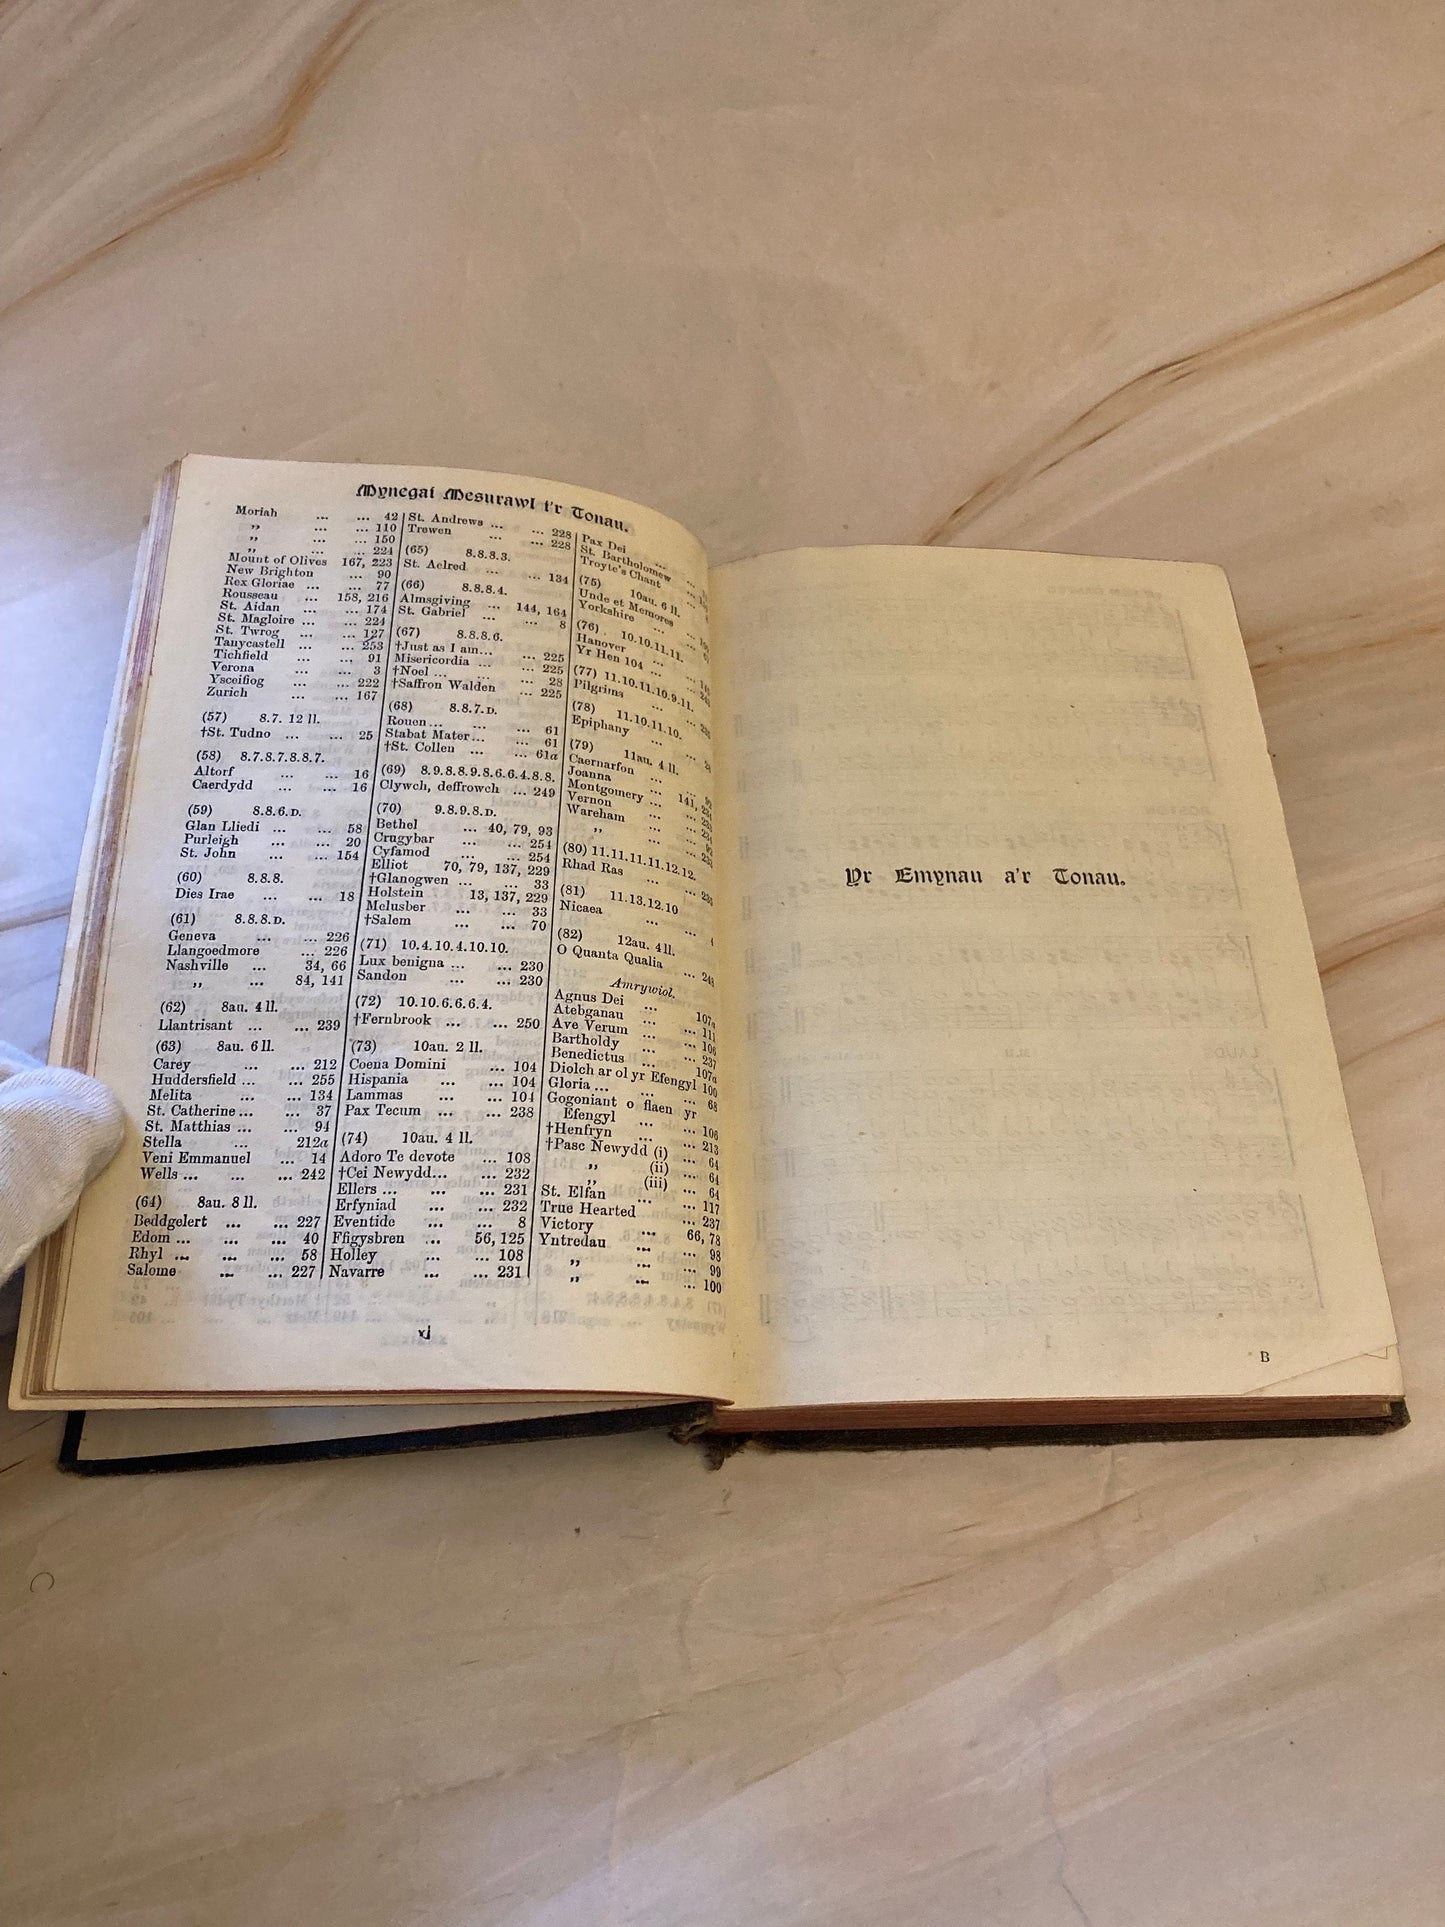 Mynegai Mesurawl i'r Tonau.
Moriah ... ... 42
„ ... ... 110
„ ... ... 150
„ ... ... 224
Mount of Olives 167, 223
New Brighton ... 90
Rex Gloriae ... ... 77
Rousseau ... 158, 216
St. Aidan ... ... 174
St. Magloire ... ... 224
St. Twrog ... ... 127
Tanycastell ... ... 253
Tichfield ... ... 91
Verona ... ... 3
Ysceifiog ... ... 222
Zurich ... ... 167
(57) 8.7. 12 ll.
†St. Tudno ... ... 25
(58) 8.7.8.7.8.8.7.
Altorf ... ... 16
Caerdydd ... ... 16
(59) 8.8.6.D.
Glan Lliedi ... ... 58
Purleigh ... ... 20
St. John ... ... 154
(60) 8.8.8.
Dies Irae ... ... 18
(61) 8.8.8.D.
Geneva ... ... 226
Llangoedmore ... 226
Nashville ... 34, 66
„ ... 84, 141
(62) 8au. 4 ll.
Llantrisant ... ... 239
(63) 8au. 6 ll.
Carey ... ... 212
Huddersfield ... ... 255
Melita ... ... 134
St. Catherine ... ... 37
St. Matthias ... ... 94
Stella ... 212a
Veni Emmanuel ... 14
Wells ... ... ... 242
(64) 8au. 8 ll.
Beddgelert ... ... 227
Edom ... ... ... 40
Rhyl ... ... ... 58
Salome ... ... 227
St. Andrews ... ... 228
Trewen ... ... 228
(65) 8.8.8.3.
St. Aelred ... ... 134
(66) 8.8.8.4.
Almsgiving ... 144, 164
St. Gabriel ... ... 8
(67) 8.8.8.6.
†Just as I am... ... 225
Misericordia ... ... 225
†Noel ... ... 28
†Saffron Walden ... 225
(68) 8.8.7.D.
Rouen ... ... ... 61
Stabat Mater ... ... 61
†St. Collen ... ... 61a
(69) 8.9.8.8.9.8.6.6.4.8.8.
Clywch, deffrowch ... 249
(70) 9.8.9.8.D.
Bethel ... 40, 79, 93
Crugybar ... ... 254
Cyfamod ... ... 254
Elliot 70, 79, 137, 229
†Glanogwen ... ... 33
Holstein 13, 137, 229
Melusber ... ... 33
†Salem ... ... 70
(71) 10.4.10.4.10.10.
Lux benigna ... ... 230
Sandon ... ... 230
(72) 10.10.6.6.6.4.
†Fernbrook ... ... 250
(73) 10au. 2 ll.
Coena Domini ... 104
Hispania ... ... 104
Lammas ... ... 104
Pax Tecum ... ... 238
(74) 10au. 4 ll.
Adoro Te devote ... 108
†Cei Newydd... ... 232
Ellers ... ... ... 231
Erfyniad ... ... 232
Eventide ... ... 8
Ffigysbren ... 56, 125
Holley ... ... 108
Navarre ... ... 231
Pax Dei
St. Bartholomew
Troyte's Chant
(75) 10au. 6 ll.
Unde et Memores
Yorkshire
(76) 10.10.11.11.
Hanover
Yr Hen 104
(77) 11.10.11.10.9.11.
Pilgrims
(78) 11.10.11.10.
Epiphany
(79) 11au. 4 ll.
Caernarfon
Joanna
Montgomery
Vernon
Wareham
„
(80) 11.11.11.11.12.12.
Rhad Ras
(81) 11.13.12.10
Nicaea ... ... 4
(82) 12au. 4 ll.
O Quanta Qualia
Amrywiol.
Agnus Dei ... 107a
Atebganau ... ... 111
Ave Verum ... ... 106
Bartholdy ... ... 237
Benedictus ... 107a
Diolch ar ol yr Efengyl 100
Gloria ... ... ... 68
Gogoniant o flaen yr
Efengyl ... ... 106
†Henfryn ... ... 213
†Pasc Newydd (i) ... 64
„ (ii) ... 64
„ (iii) ... 64
St. Elfan ... ... 117
True Hearted ... 237
Victory ... 66, 78
Yntredau ... ... 98
„ ... ... 99
„ ... ... 100
xl
Yr Emynau a'r Tonau.
1
B